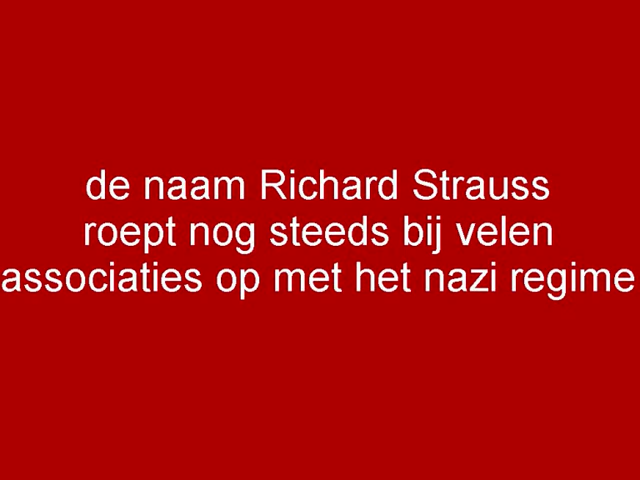 de naam Richard Strauss
roept nog steeds bij velen
associaties op met het nazi regime